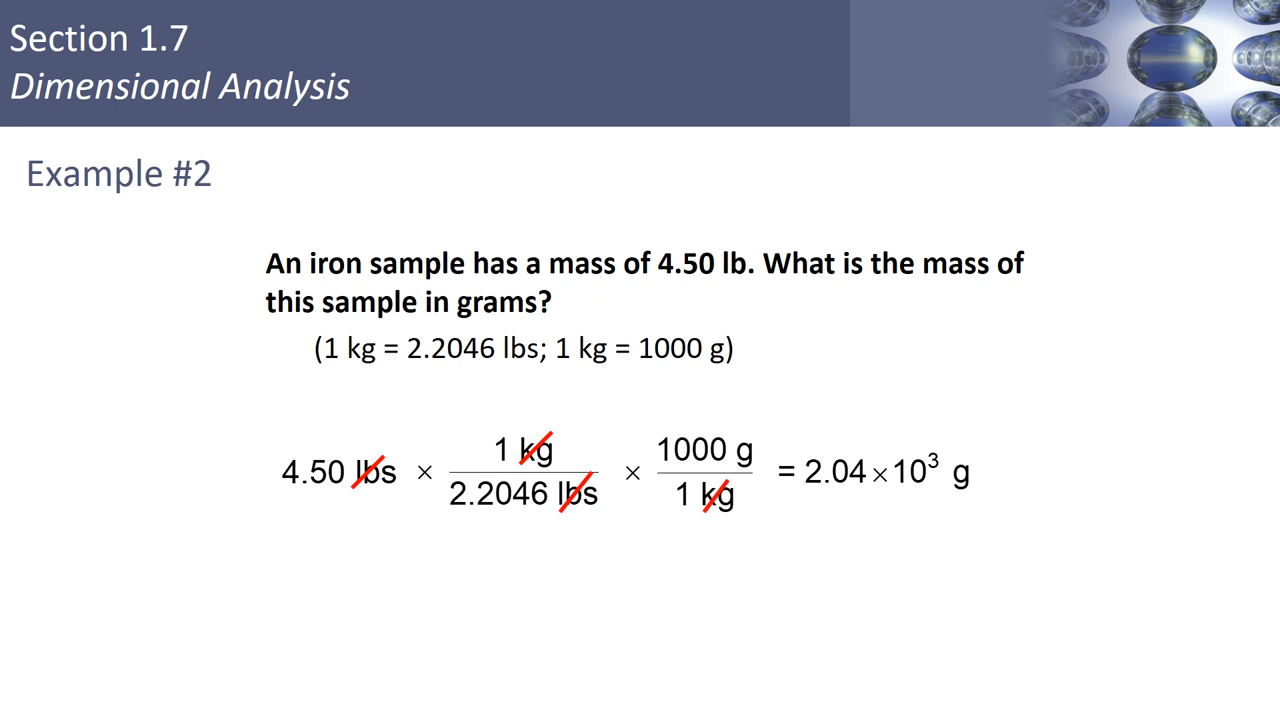 Section 1.7
Dimensional Analysis
Example #2
An iron sample has a mass of 4.50 lb. What is the mass of
this sample in grams?
(1 kg = 2.2046 lbs; 1 kg = 1000 g)
4.50 lbs × 1 kg / 2.2046 lbs × 1000 g / 1 kg = 2.04 × 10³ g